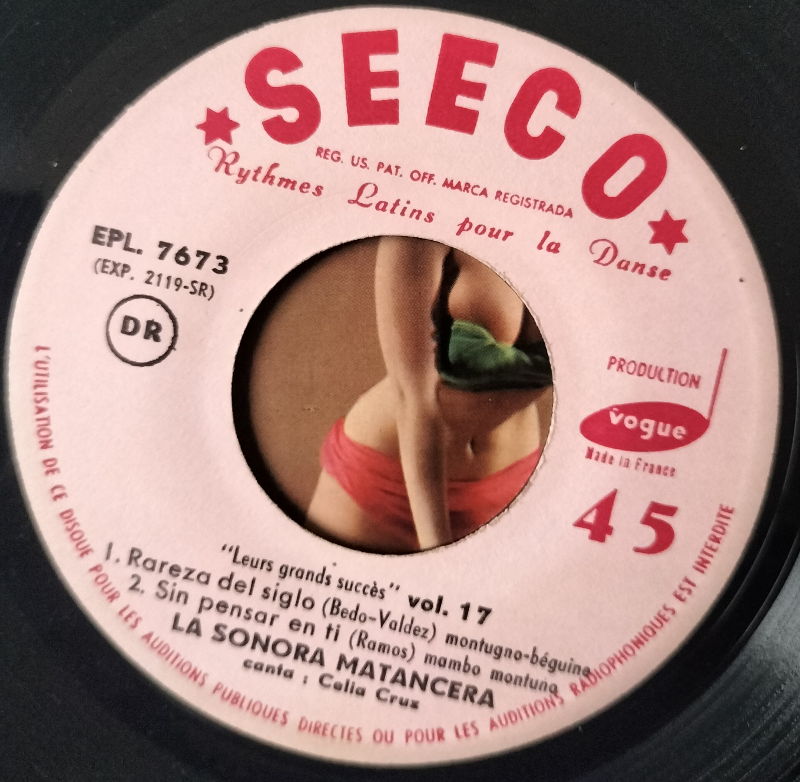 SEECO
REG. US. PAT. OFF. MARCA REGISTRADA
Rythmes Latins pour la Danse
EPL. 7673
(EXP. 2119-SR)
DR
PRODUCTION
vogue
Made in France
45
"Leurs grands succès" vol. 17
1. Rareza del siglo (Bedo-Valdez) montugno-béguine
2. Sin pensar en ti (Ramos) mambo montuno
LA SONORA MATANCERA
canta : Celia Cruz
L'UTILISATION DE CE DISQUE POUR LES AUDITIONS PUBLIQUES DIRECTES OU POUR LES AUDITIONS RADIOPHONIQUES EST INTERDITE